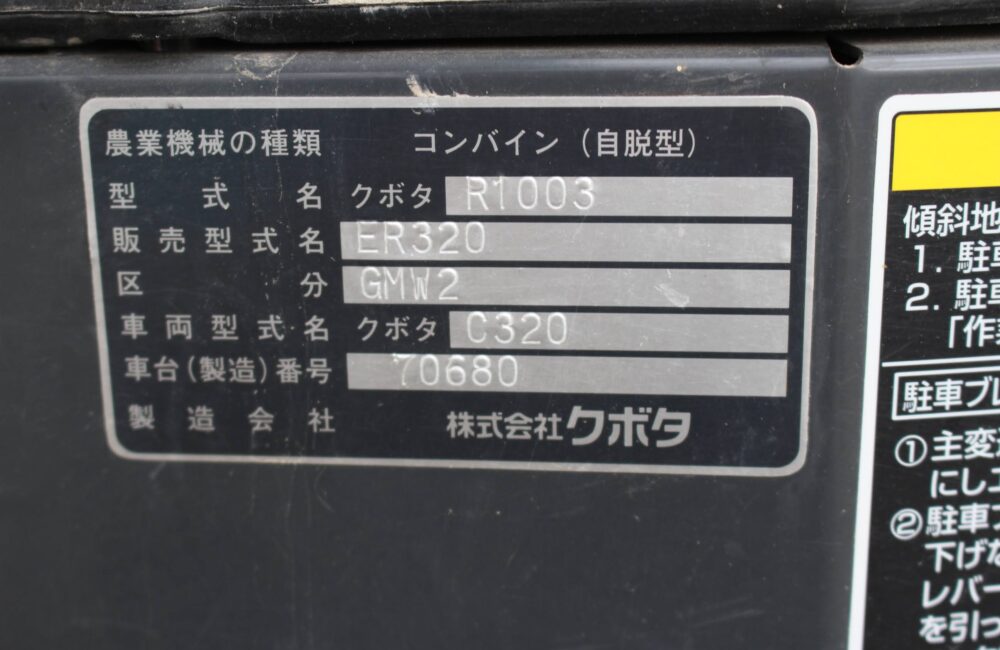 農業機械の種類 コンバイン（自脱型）
型式名 クボタ R1003
販売型式名 ER320
区分 GMW2
車両型式名 クボタ C320
車台(製造)番号 70680
製造会社 株式会社クボタ
傾斜地
1. 駐車
2. 駐車
「作業
駐車ブレ
① 主変
にしエ
② 駐車ブ
下げな
レバー
を引っ